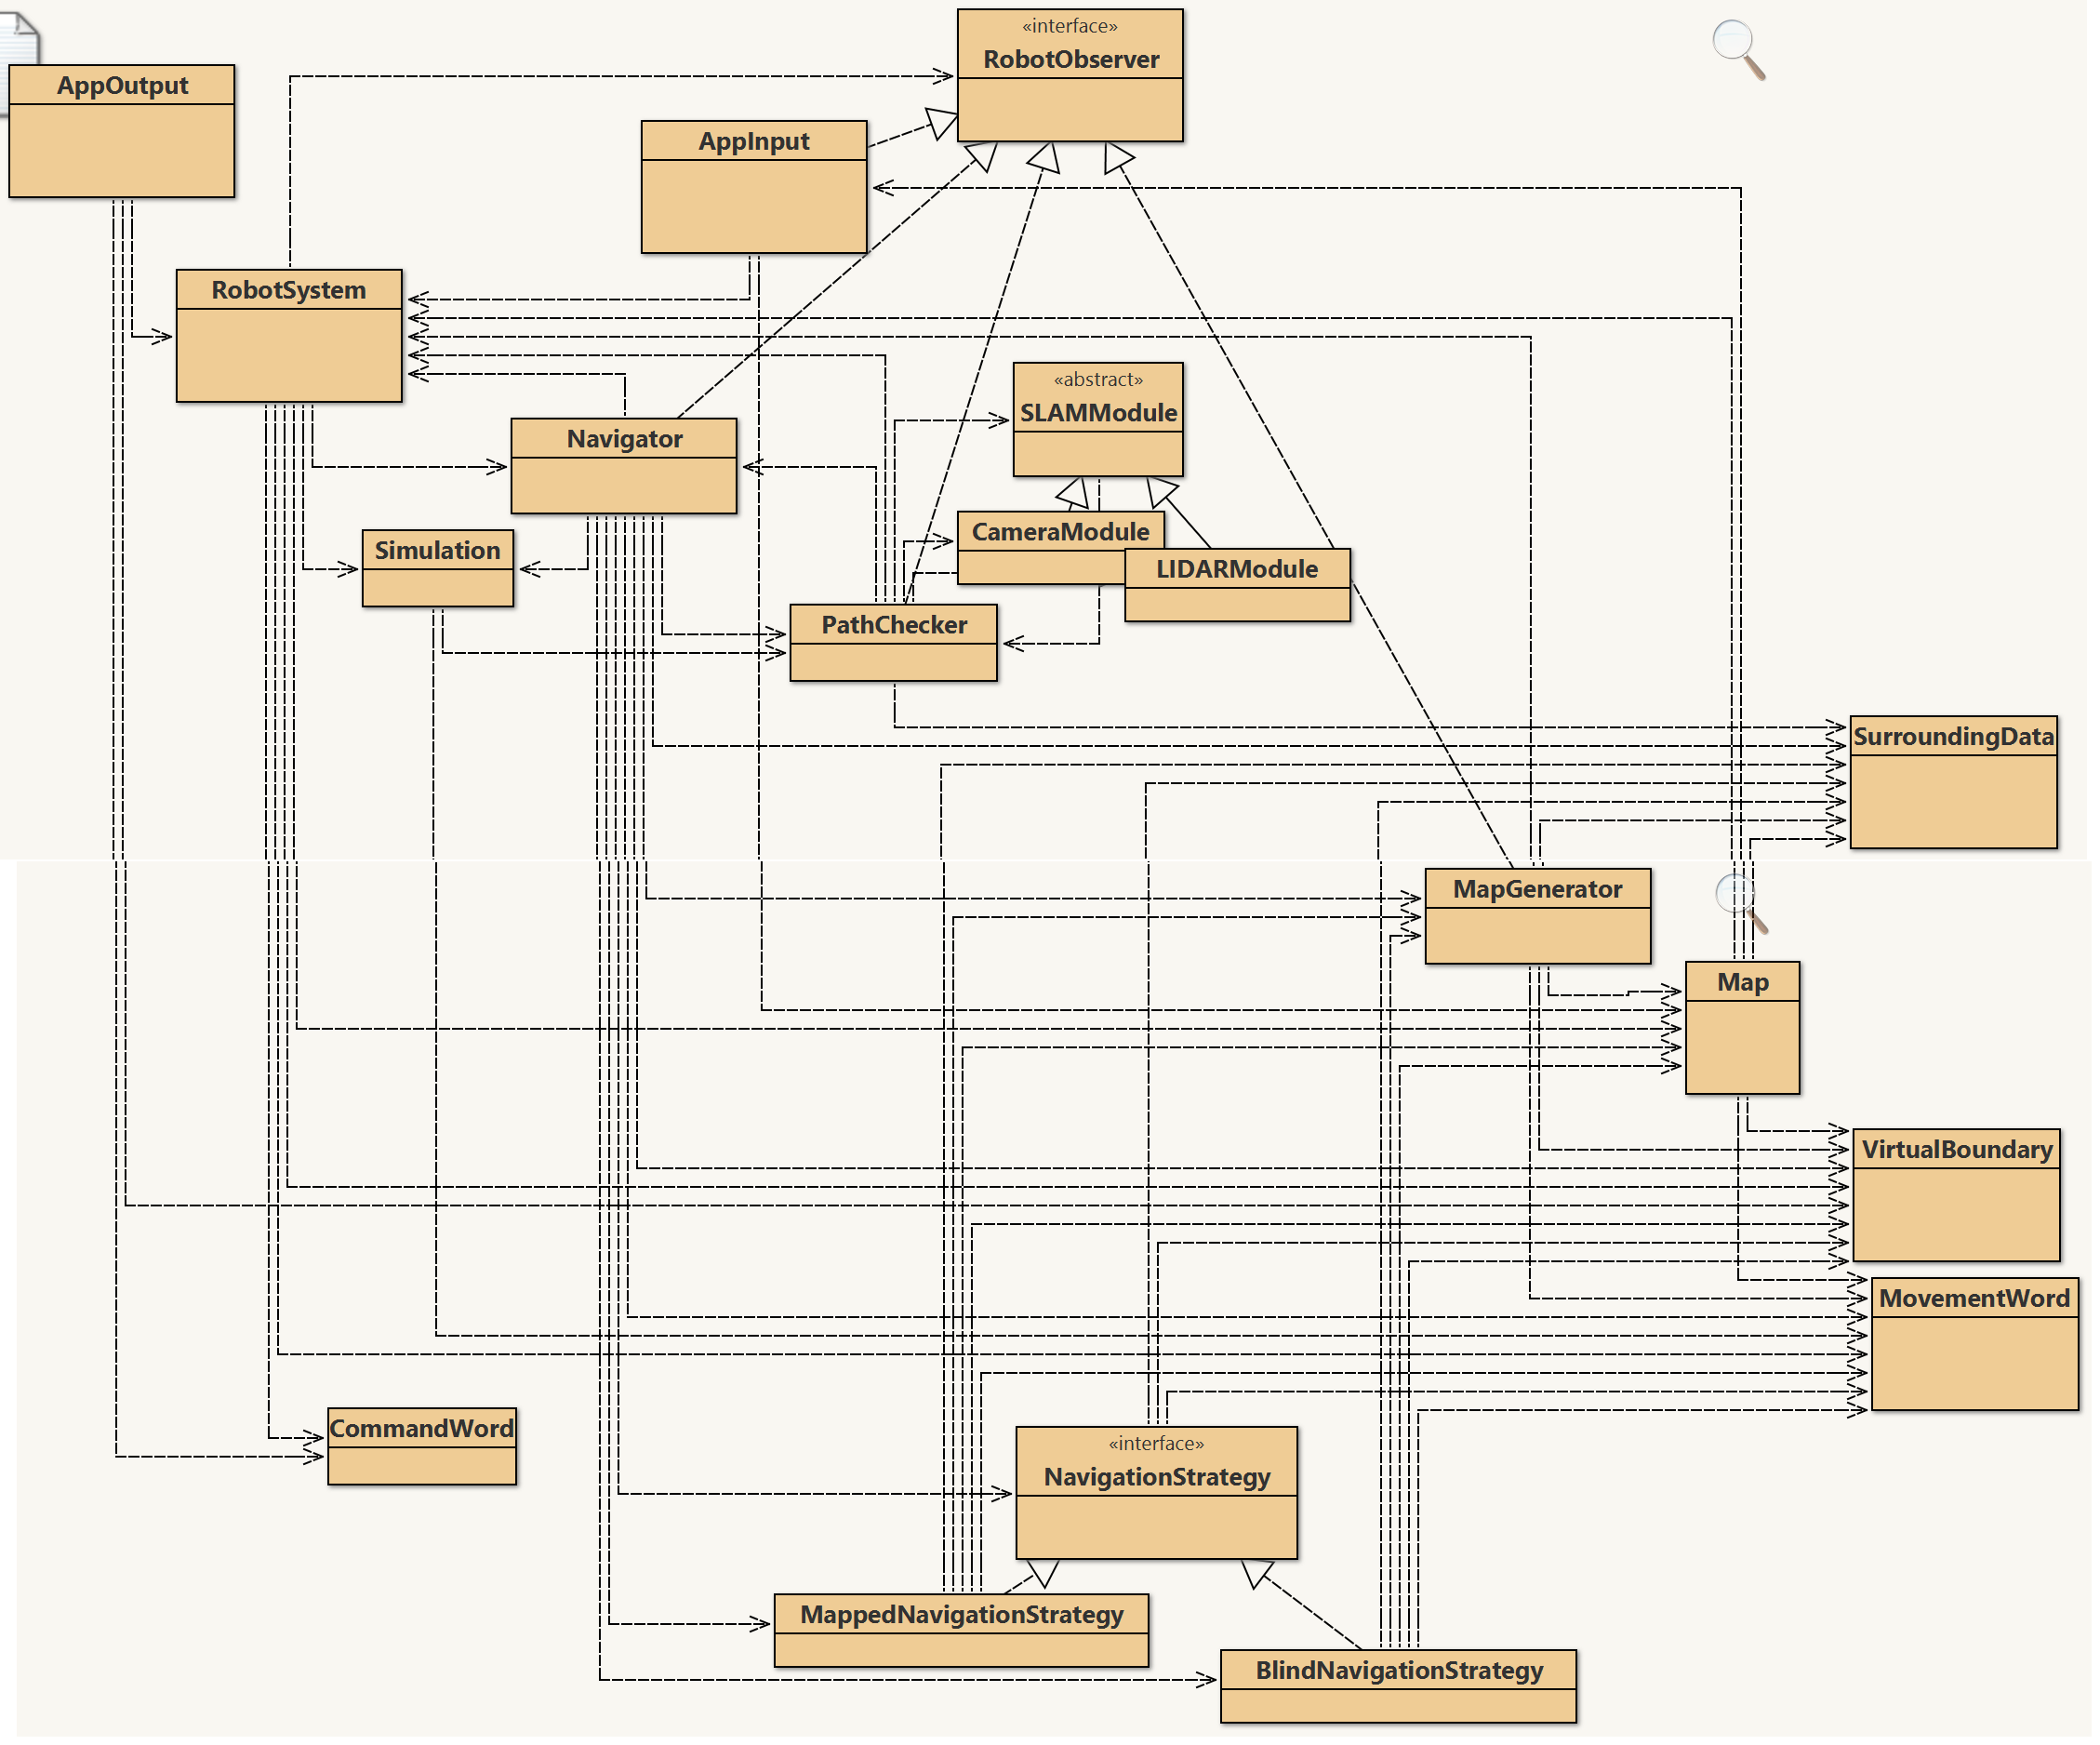 «interface»
RobotObserver
AppOutput
AppInput
RobotSystem
«abstract»
SLAMModule
Navigator
CameraModule
Simulation
LIDARModule
PathChecker
SurroundingData
MapGenerator
Map
VirtualBoundary
MovementWord
CommandWord
«interface»
NavigationStrategy
MappedNavigationStrategy
BlindNavigationStrategy